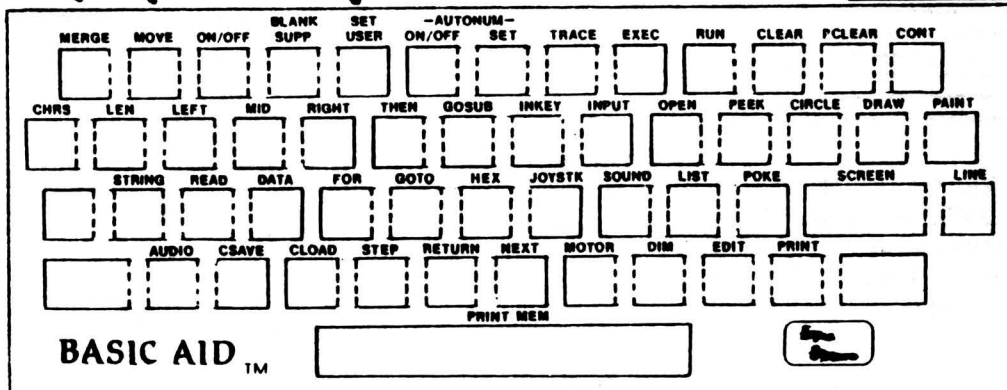 BLANK SET -AUTONUM-
MERGE MOVE ON/OFF SUPP USER ON/OFF SET TRACE EXEC RUN CLEAR PCLEAR CONT
CHRS LEN LEFT MID RIGHT THEN GOSUB INKEY INPUT OPEN PEEK CIRCLE DRAW PAINT
STRING READ DATA FOR GOTO HEX JOYSTK SOUND LIST POKE SCREEN LINE
AUDIO CSAVE CLOAD STEP RETURN NEXT MOTOR DIM EDIT PRINT
PRINT MEM
BASIC AID TM